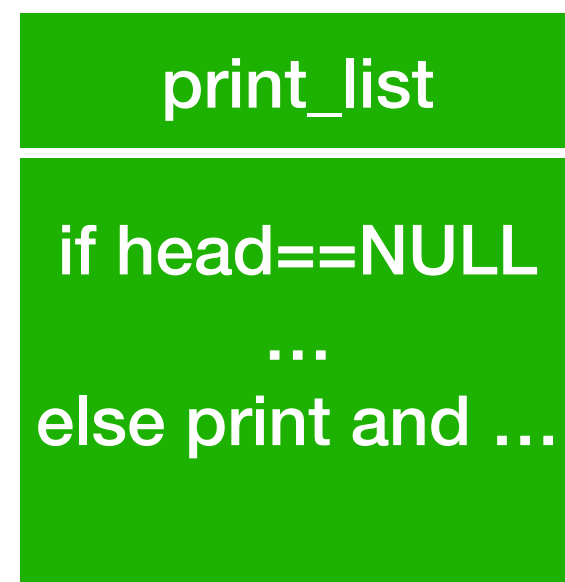 print_list
if head==NULL
…
else print and …